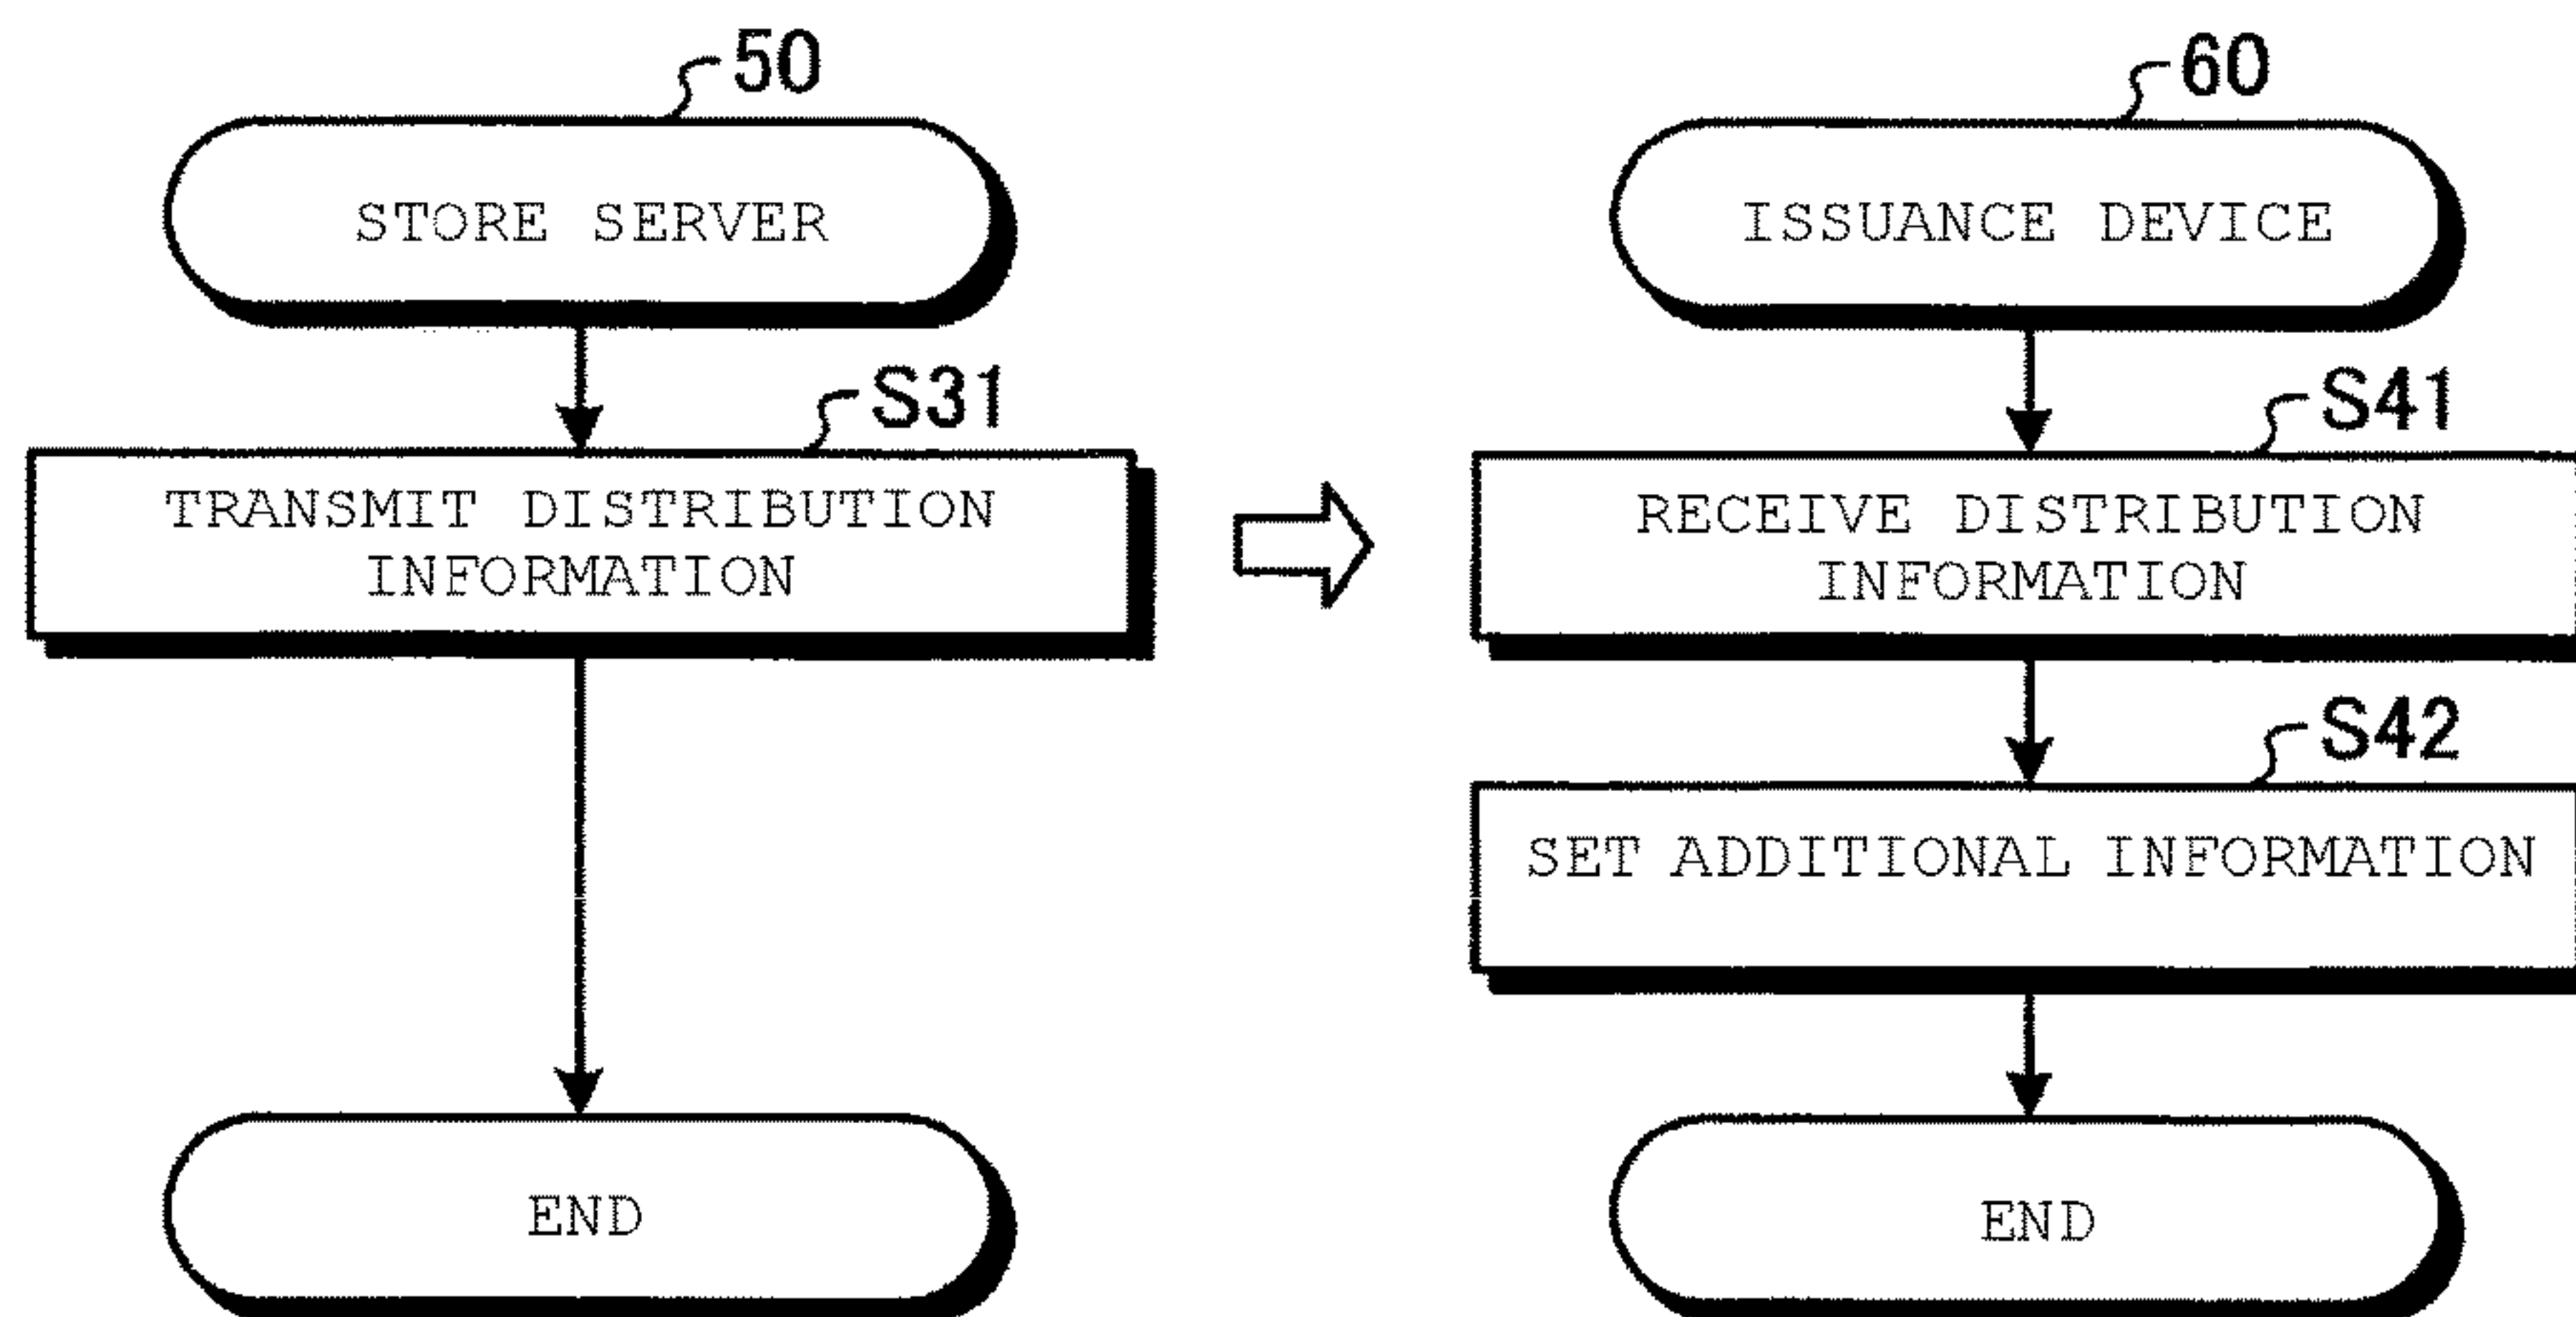 50
STORE SERVER
S31
TRANSMIT DISTRIBUTION
INFORMATION
END
60
ISSUANCE DEVICE
S41
RECEIVE DISTRIBUTION
INFORMATION
S42
SET ADDITIONAL INFORMATION
END